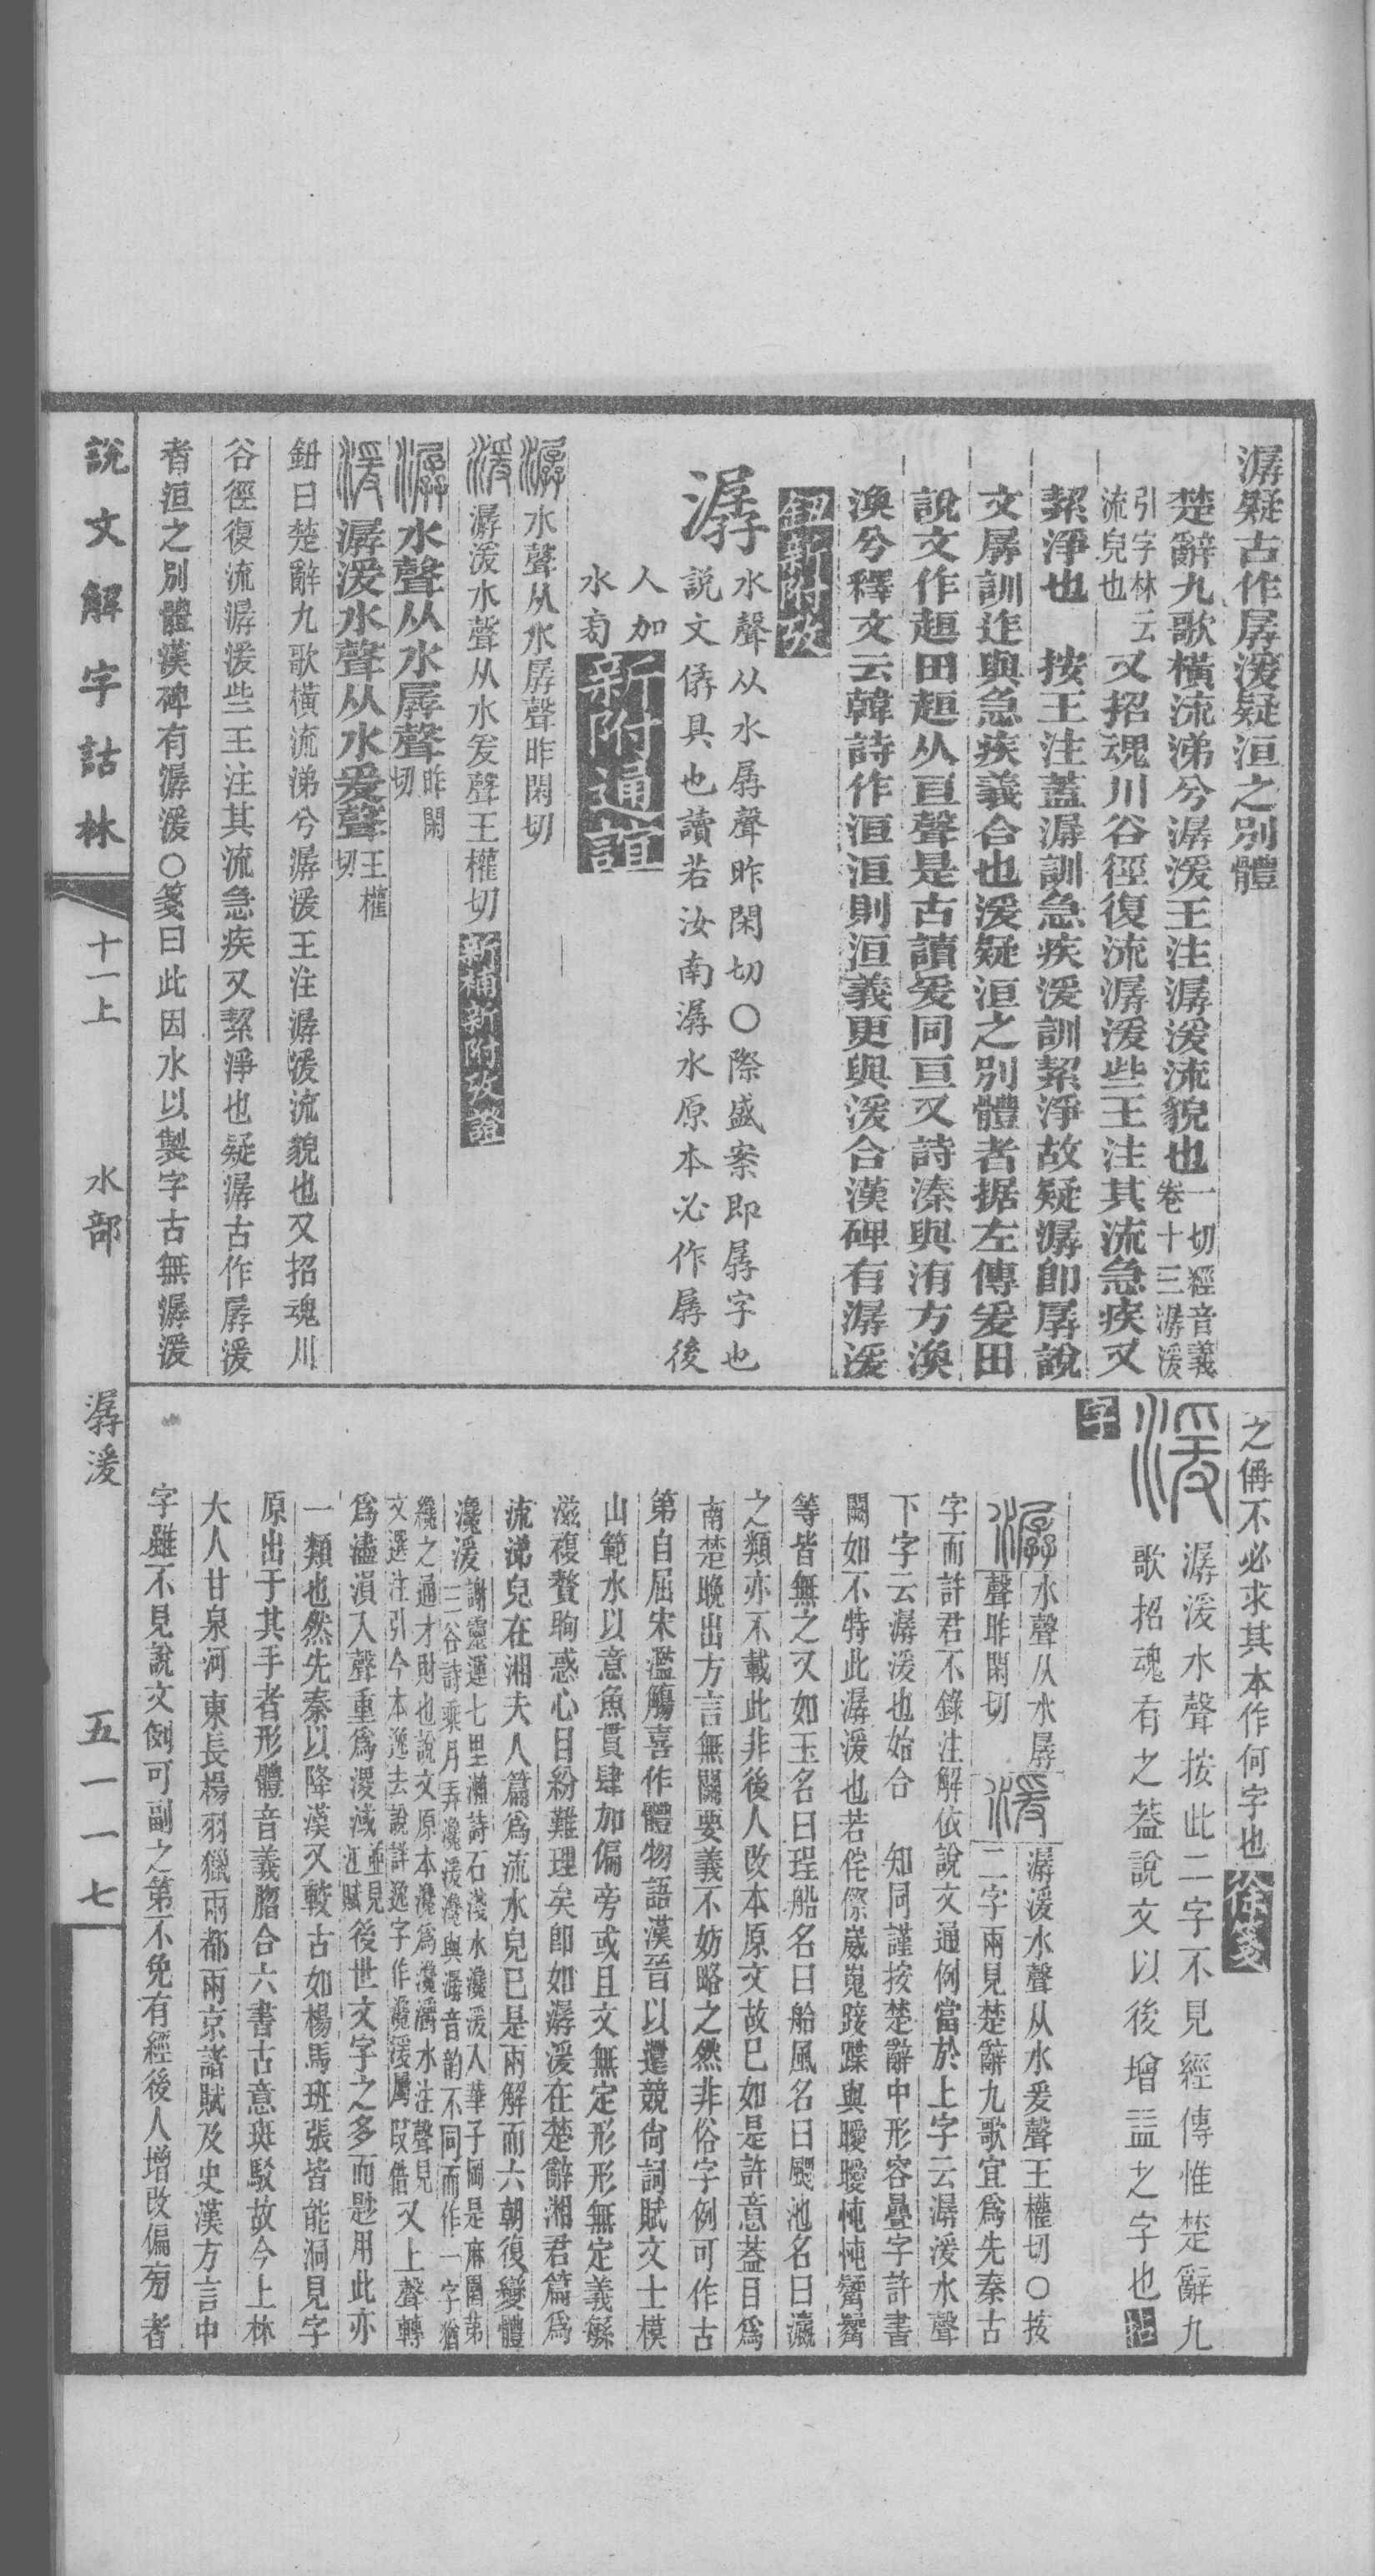 潺疑古作孱湲疑洹之別體
楚辭九歌橫流涕兮潺湲王注潺湲流貌也一切經音義卷十三潺湲
引字林云流皃也又招魂川谷徑復流潺湲些王注其流急疾又
絜淨也 按王注蓋潺訓急疾湲訓絜淨故疑潺卽孱說
文孱訓迮與急疾義合也湲疑洹之別體者据左傳爰田
說文作𧻚田𧻚从亘聲是古讀爰同亘又詩溱與洧方渙
渙兮釋文云韓詩作洹洹則洹義更與湲合漢碑有潺湲
鈕新附攷
潺
水聲从水孱聲昨閑切○際盛案卽孱字也
說文㑪具也讀若汝南潺水原本必作孱後
人加
水㫄
新附通誼
潺水聲从水孱聲昨閑切
湲潺湲水聲从水爰聲王權切新補新附攷證
潺水聲从水孱聲昨閑切
湲潺湲水聲从水爰聲王權切
鈕曰楚辭九歌橫流涕兮潺湲王注潺湲流貌也又招魂川
谷徑復流潺湲些王注其流急疾又絜淨也疑潺古作孱湲
者洹之別體漢碑有潺湲○箋曰此因水以製字古無潺湲
說文解字詁林 十一上 水部 潺湲 五一一七
之偁不必求其本作何字也徐箋
湲
潺湲水聲按此二字不見經傳惟楚辭九
歌招魂有之葢說文以後增益之字也
字
潺水聲从水孱聲昨閑切 湲潺湲水聲从水爰聲王權切○按
二字兩見楚辭九歌宜爲先秦古
字而許君不錄注解依說文通例當於上字云潺湲水聲
下字云潺湲也始合 知同謹按楚辭中形容疊字許書
闕如不特此潺湲也若侘傺崴嵬踥蹀與曖曖忳忳
等皆無之又如玉名曰珵船名曰舲風名曰飈池名曰瀛
之類亦不載此非後人改本原文故已如是許意葢目爲
南楚晚出方言無關要義不妨略之然非俗字例可作古
第自屈宋濫觴喜作體物語漢晉以還競尙詞賦文士模
山範水以意魚貫肆加偏旁或且文無定形形無定義緐
滋複贅眴惑心目紛難理矣卽如潺湲在楚辭湘君篇爲
流涕皃在湘夫人篇爲流水皃已是兩解而六朝復變體
瀺湲謝靈運七里瀨詩石淺水瀺湲入華子岡是麻園第三谷詩乘月弄瀺湲瀺與潺音韵不同而作一字猶
纔之通才財也說文原本瀺爲瀺灂水注聲見文選注引今本逸去說詳逸字作瀺湲屬叚借又上聲轉
爲㵎溳入聲重爲湲減並見江賦後世文字之多而趂用此亦
一類也然先秦以降漢又較古如楊馬班張皆能洞見字
原出于其手者形體音義脗合六書古意斑駁故今上林
大人甘泉河東長楊羽獵兩都兩京諸賦及史漢方言中
字雖不見說文例可副之第不免有經後人增改偏㫄者